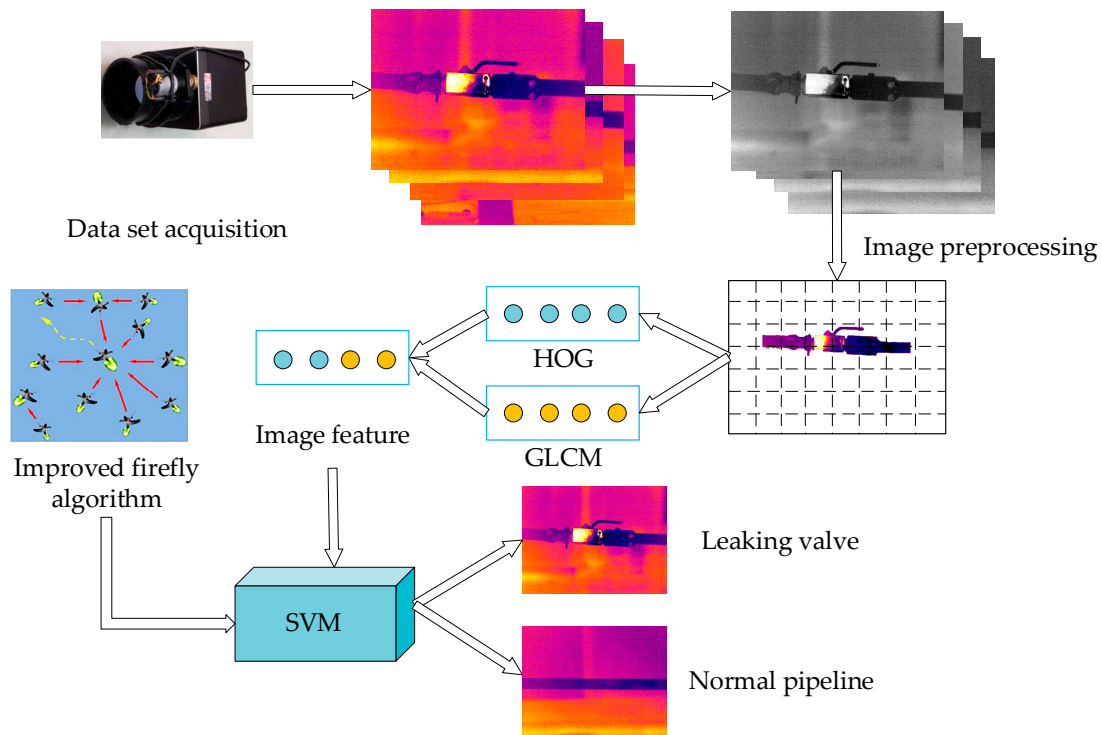 Data set acquisition
Image preprocessing
HOG
Image feature
GLCM
Improved firefly
algorithm
Leaking valve
SVM
Normal pipeline